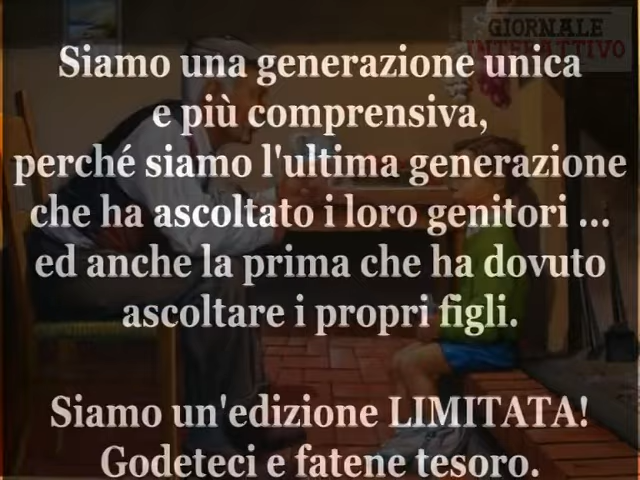 GIORNALE
INTERATTIVO
Siamo una generazione unica
e più comprensiva,
perché siamo l'ultima generazione
che ha ascoltato i loro genitori ...
ed anche la prima che ha dovuto
ascoltare i propri figli.
Siamo un'edizione LIMITATA!
Godeteci e fatene tesoro.